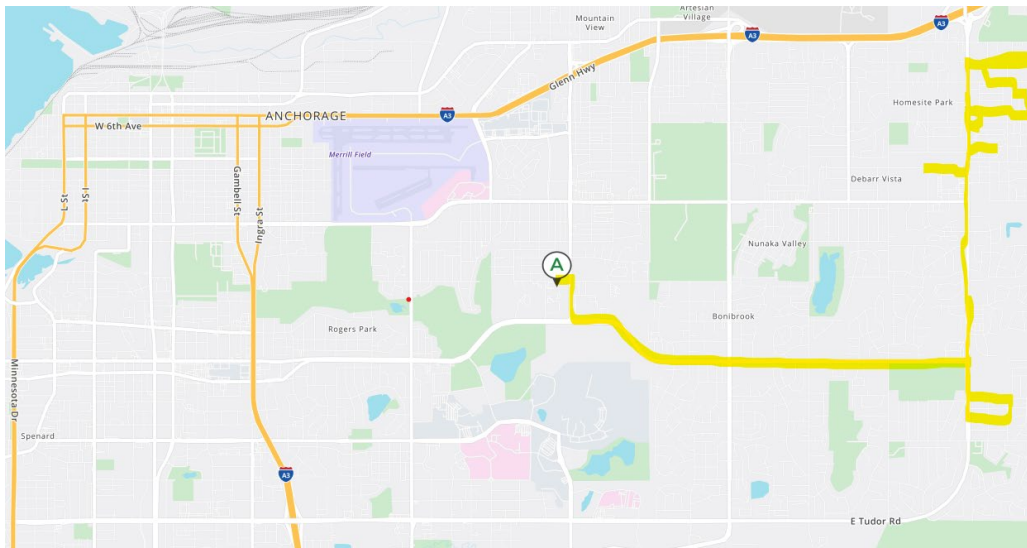 Artesian
Village
Mountain
View
A3
A3
Glenn Hwy
Homesite Park
ANCHORAGE
A3
W 6th Ave
Merrill Field
L St
I St
Gambell St
Ingra St
Debarr Vista
Nunaka Valley
A
Bonibrook
Rogers Park
Minnesota Dr
Spenard
A3
E Tudor Rd